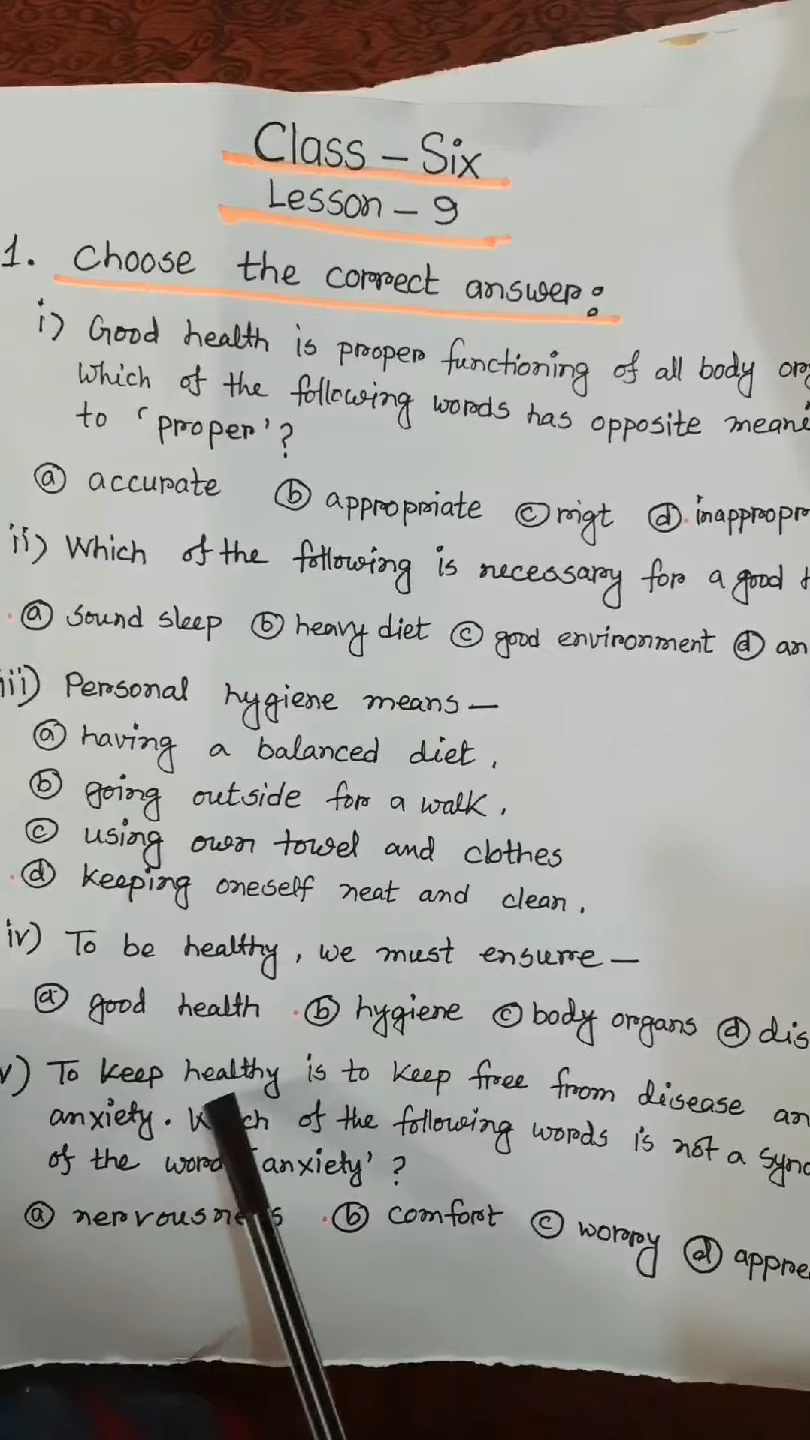 Class – Six
Lesson – 9
1. Choose the correct answer:
i) Good health is proper functioning of all body
Which of the following words has opposite
to 'proper'?
ⓐ accurate ⓑ appropriate ⓒ rigt ⓓ
ii) Which of the following is necessary for a good
ⓐ sound sleep ⓑ heavy diet ⓒ good environment ⓓ
iii) Personal hygiene means —
ⓐ having a balanced diet.
ⓑ going outside for a walk.
ⓒ using own towel and clothes
ⓓ keeping oneself neat and clean.
iv) To be healthy, we must ensure —
ⓐ good health ⓑ hygiene ⓒ body organs ⓓ
v) To keep healthy is to keep free from disease
anxiety. Which of the following words is not a
of the word 'anxiety'?
ⓐ nervousness ⓑ comfort ⓒ worry ⓓ